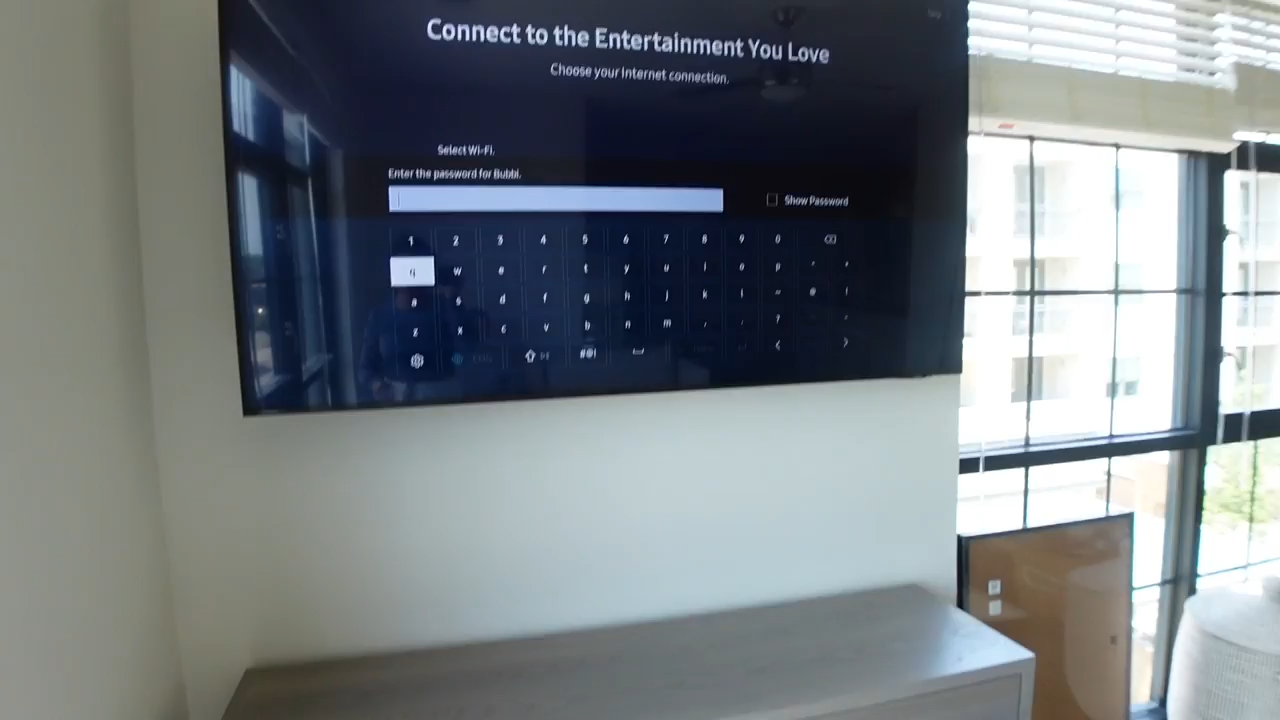 Connect to the Entertainment You Love
Choose your Internet connection.
Select Wi-Fi.
Enter the password for Bubbl.
Show Password
1 2 3 4 5 6 7 8 9 0
q w e r t y u i o p
a s d f g h j k l ~ @ !
z x c v b n m , . ?
#@!